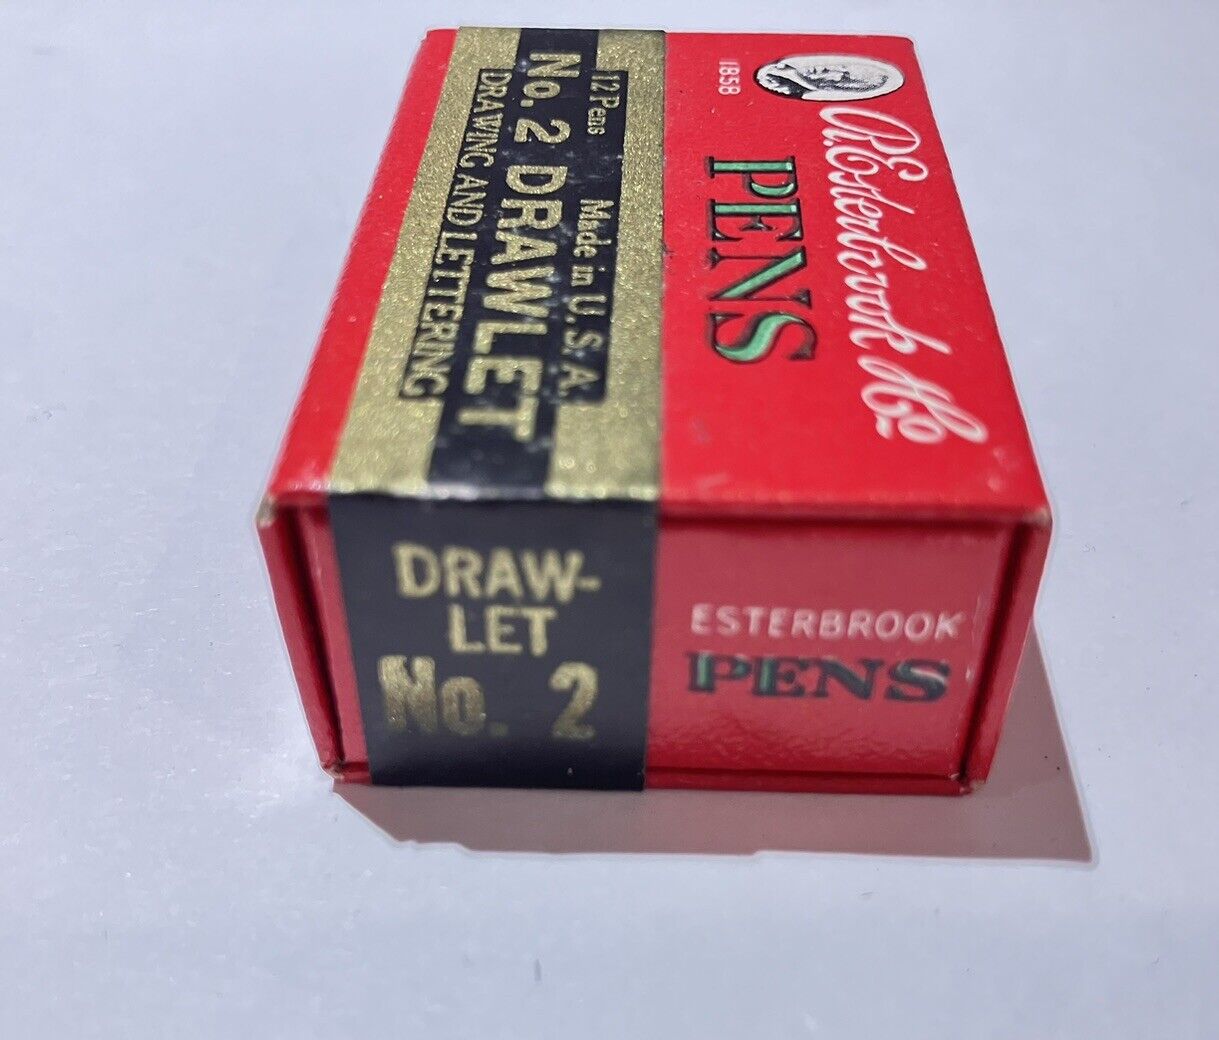 1858
R. Esterbrook & Co
PENS
12 Pens Made in U.S.A.
No. 2 DRAWLET
DRAWING AND LETTERING
DRAW-
LET
No. 2
ESTERBROOK
PENS